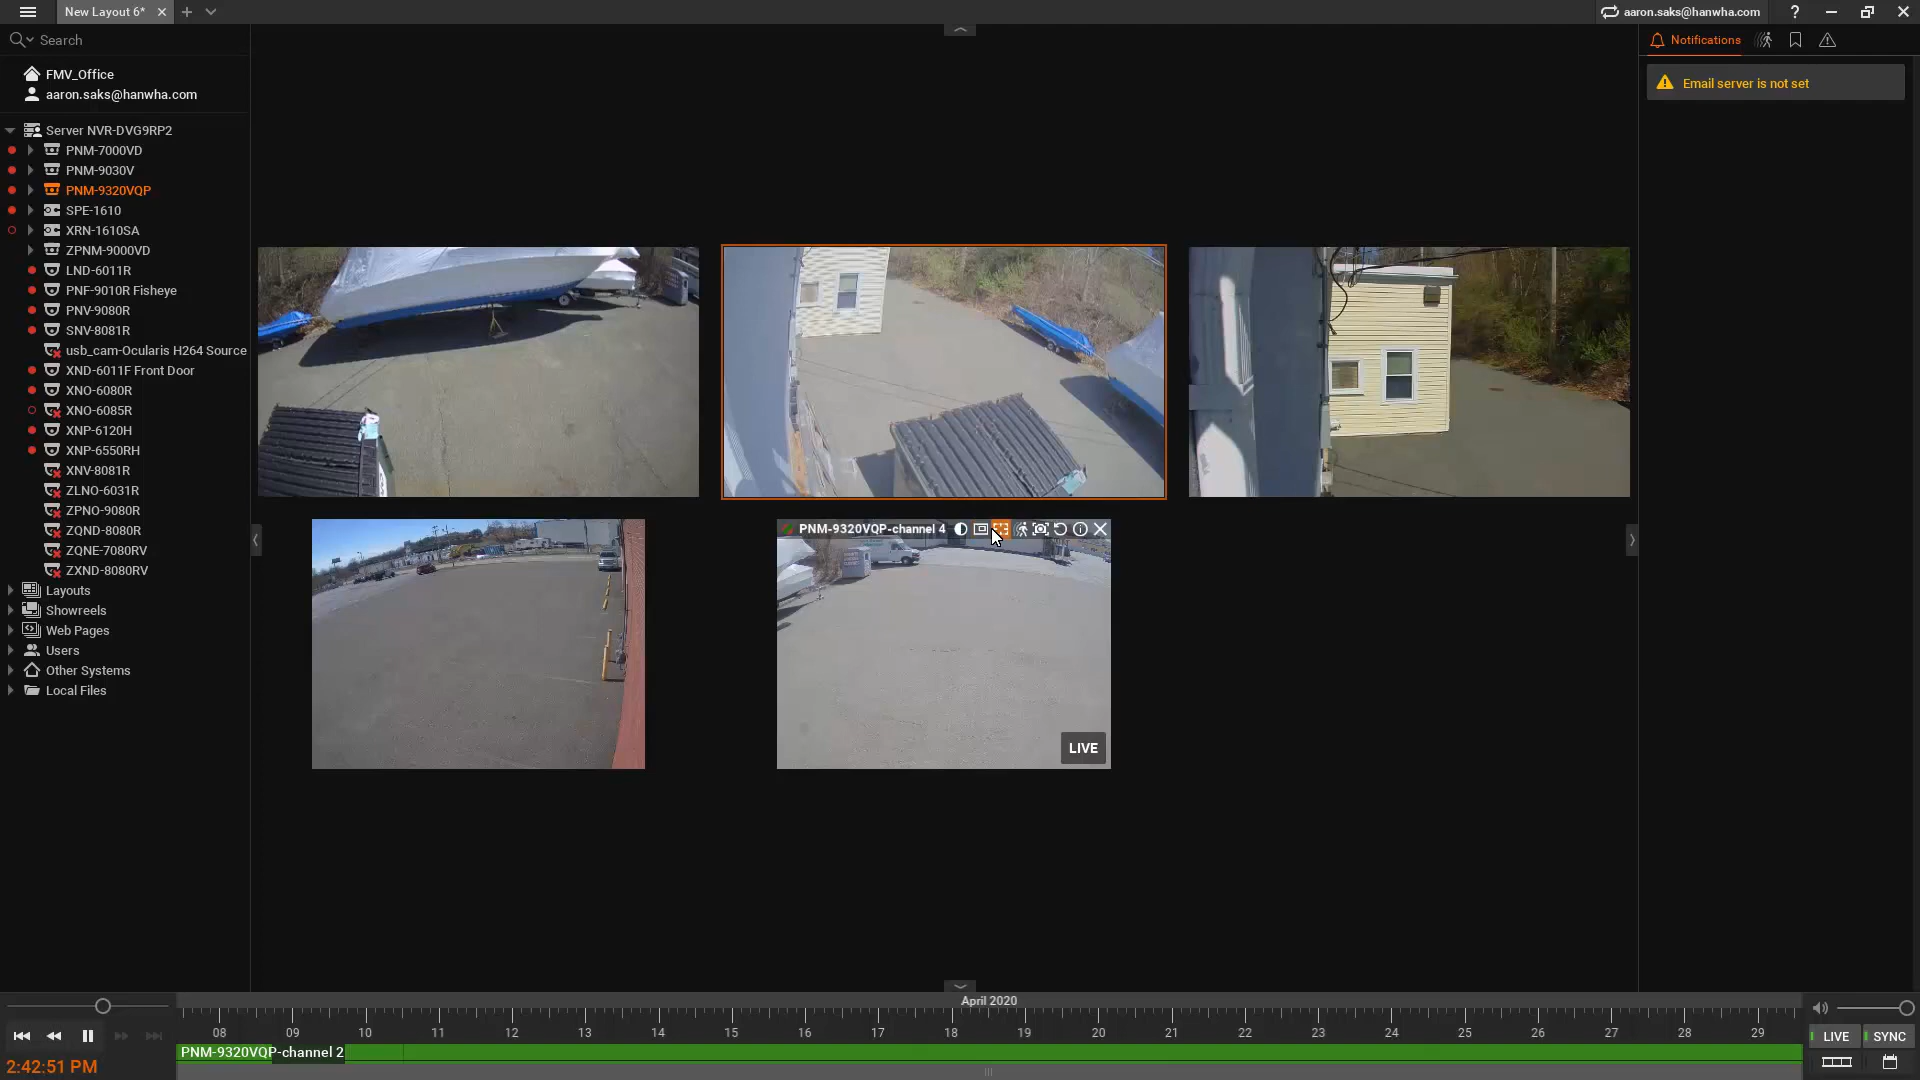 New Layout 6*
aaron.saks@hanwha.com
?
Search
Notifications
FMV_Office
aaron.saks@hanwha.com
Email server is not set
Server NVR-DVG9RP2
PNM-7000VD
PNM-9030V
PNM-9320VQP
SPE-1610
XRN-1610SA
ZPNM-9000VD
LND-6011R
PNF-9010R Fisheye
PNV-9080R
SNV-8081R
usb_cam-Ocularis H264 Source
XND-6011F Front Door
XNO-6080R
XNO-6085R
XNP-6120H
XNP-6550RH
XNV-8081R
ZLNO-6031R
ZPNO-9080R
ZQND-8080R
ZQNE-7080RV
ZXND-8080RV
Layouts
Showreels
Web Pages
Users
Other Systems
Local Files
PNM-9320VQP-channel 4
LIVE
April 2020
08 09 10 11 12 13 14 15 16 17 18 19 20 21 22 23 24 25 26 27 28 29
LIVE SYNC
PNM-9320VQP-channel 2
2:42:51 PM